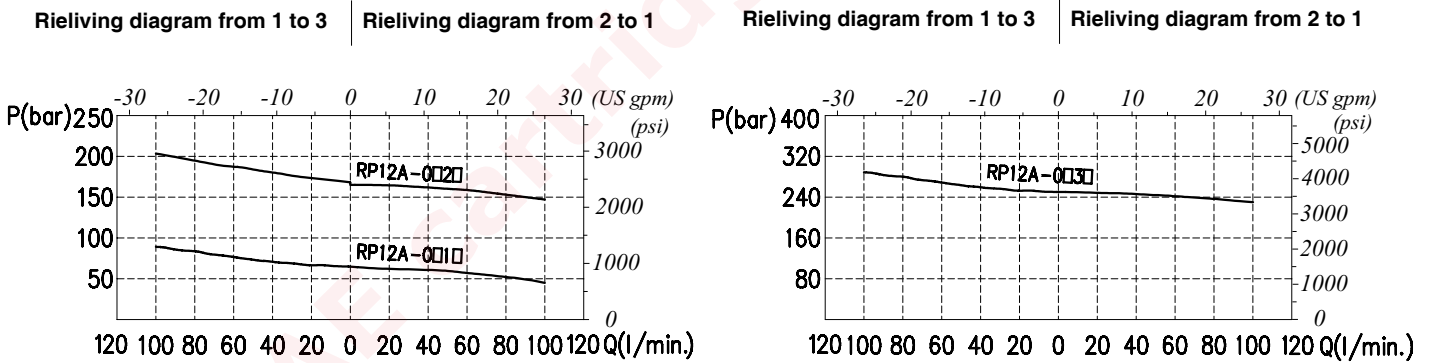 Rieliving diagram from 1 to 3 Rieliving diagram from 2 to 1
-30 -20 -10 0 10 20 30 (US gpm)
P(bar) 250 (psi)
200 3000
RP12A-0□2□
150 2000
100 1000
RP12A-0□1□
50
0
120 100 80 60 40 20 0 20 40 60 80 100 120 Q(l/min.)
Rieliving diagram from 1 to 3 Rieliving diagram from 2 to 1
-30 -20 -10 0 10 20 30 (US gpm)
P(bar) 400 (psi)
5000
320
RP12A-0□3□ 4000
240 3000
160 2000
80 1000
0
120 100 80 60 40 20 0 20 40 60 80 100 120 Q(l/min.)